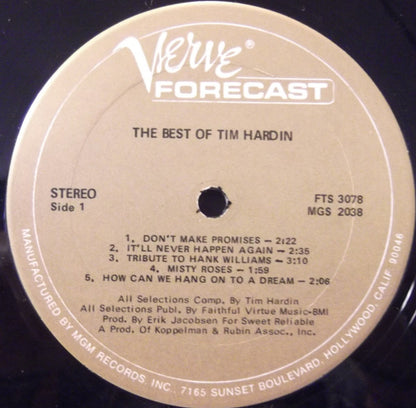 Verve®
FORECAST
THE BEST OF TIM HARDIN
STEREO
Side 1
FTS 3078
MGS 2038
1. DON'T MAKE PROMISES – 2:22
2. IT'LL NEVER HAPPEN AGAIN – 2:35
3. TRIBUTE TO HANK WILLIAMS – 3:10
4. MISTY ROSES – 1:59
5. HOW CAN WE HANG ON TO A DREAM – 2:06
All Selections Comp. By Tim Hardin
All Selections Publ. By Faithful Virtue Music-BMI
Prod. By Erik Jacobsen For Sweet Reliable
A Prod. Of Koppelman & Rubin Assoc., Inc.
MANUFACTURED BY MGM RECORDS, INC. 7165 SUNSET BOULEVARD, HOLLYWOOD, CALIF. 90046